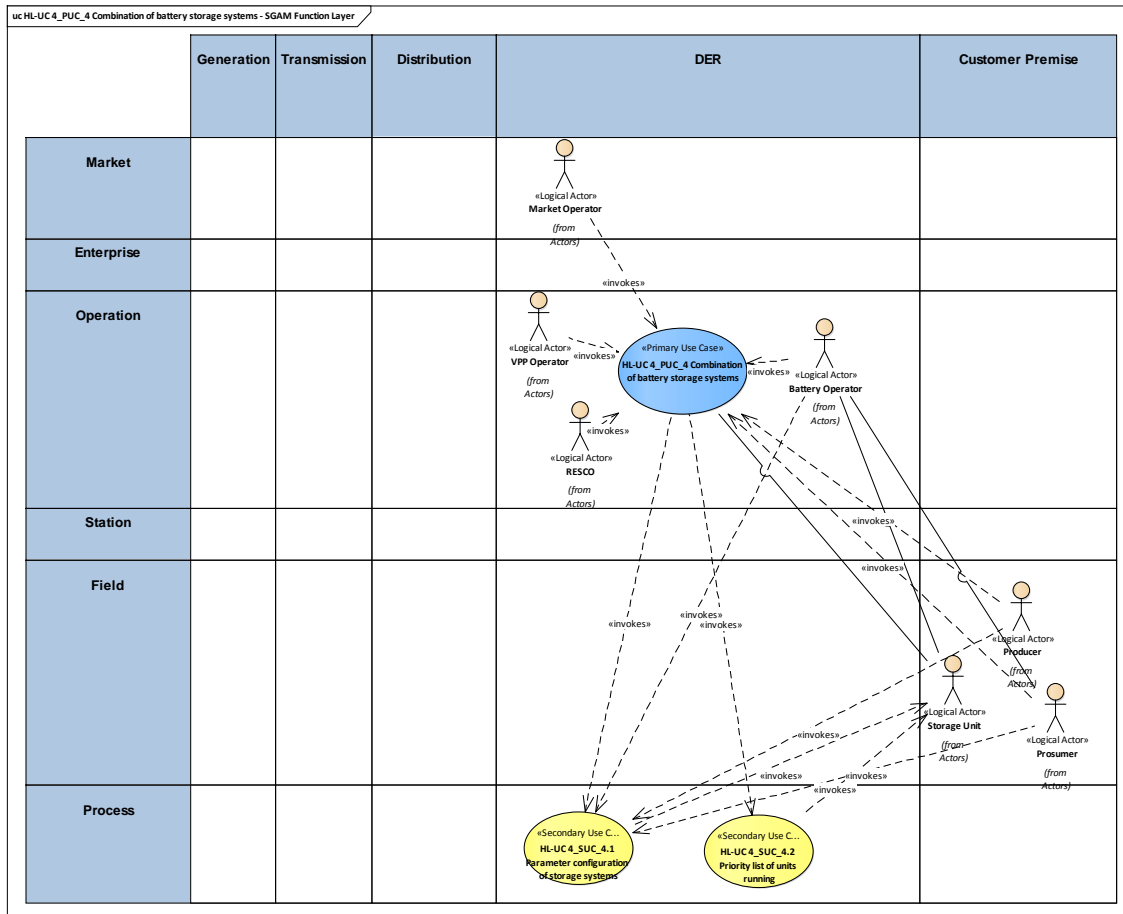 uc HL-UC 4_PUC_4 Combination of battery storage systems - SGAM Function Layer
Generation
Transmission
Distribution
DER
Customer Premise
Market
«Logical Actor»
Market Operator
(from
Actors)
Enterprise
«invokes»
Operation
«Logical Actor»
VPP Operator
(from
Actors)
«invokes»
«Primary Use Case»
HL-UC 4_PUC_4 Combination
of battery storage systems
«invokes»
«Logical Actor»
Battery Operator
(from
Actors)
«invokes»
«Logical Actor»
RESCO
(from
Actors)
Station
«invokes»
«invokes»
Field
«invokes»
«invokes»
«invokes»
«Logical Actor»
Producer
(from
Actors)
«Logical Actor»
Storage Unit
(from
Actors)
«Logical Actor»
Prosumer
(from
Actors)
«invokes»
«invokes»
«invokes»
«invokes»
Process
«Secondary Use C...
HL-UC 4_SUC_4.1
Parameter configuration
of storage systems
«Secondary Use C...
HL-UC 4_SUC_4.2
Priority list of units
running